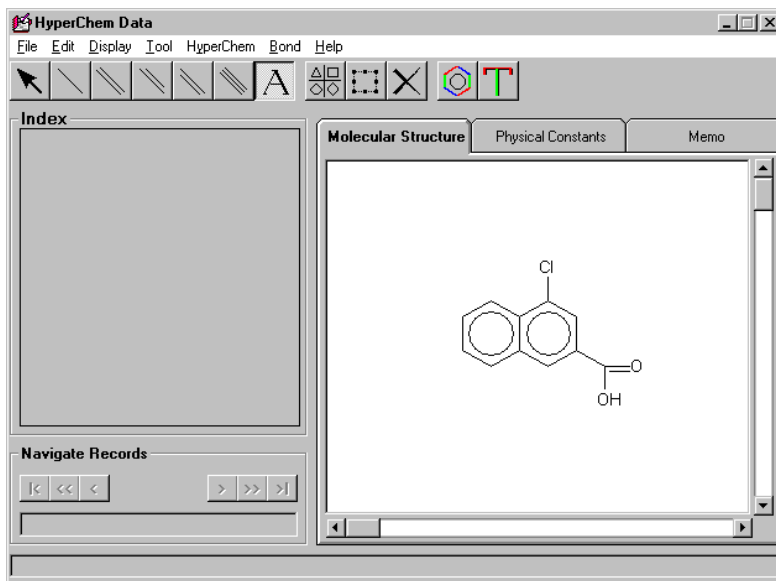 HyperChem Data
File Edit Display Tool HyperChem Bond Help
A
Index
Molecular Structure Physical Constants Memo
Cl
O
OH
Navigate Records
|< << < > >> >|